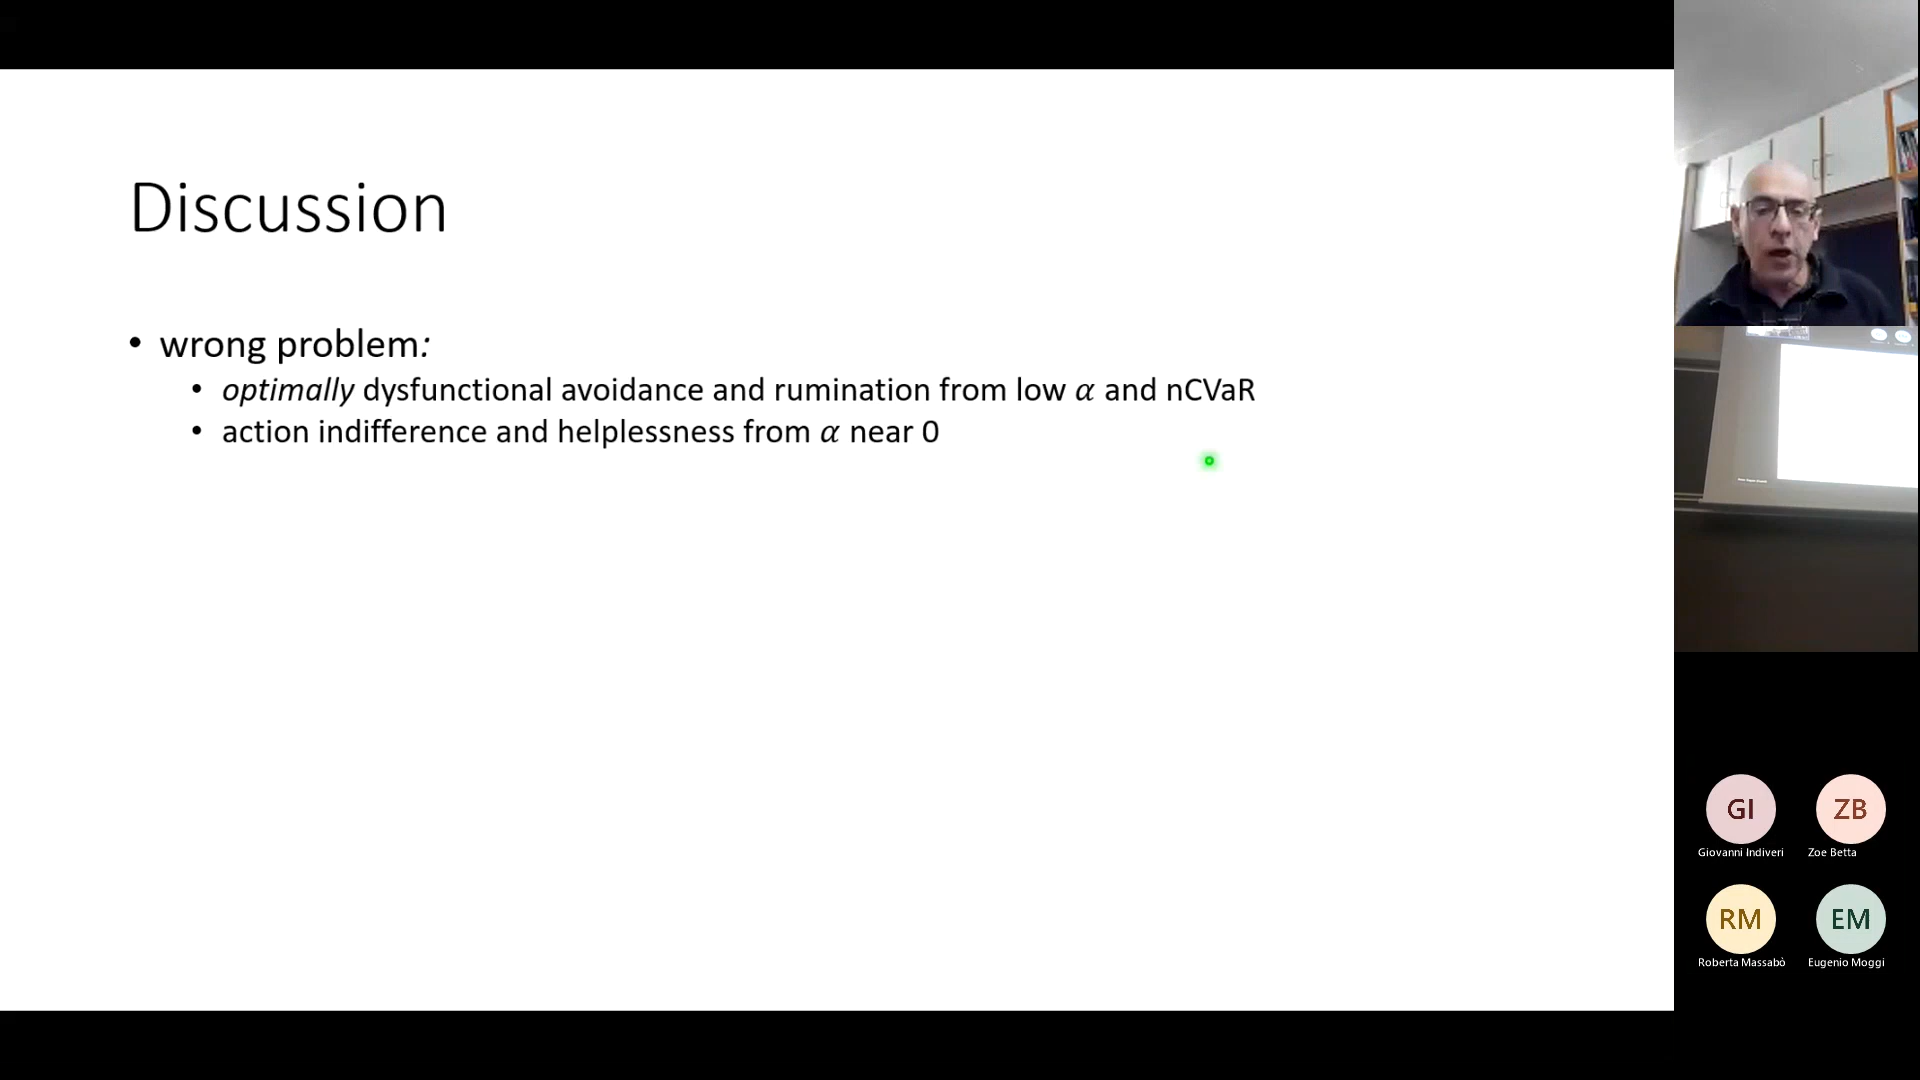 Discussion
• wrong problem:
• optimally dysfunctional avoidance and rumination from low α and nCVaR
• action indifference and helplessness from α near 0
GI
ZB
Giovanni Indiveri
Zoe Betta
RM
EM
Roberta Massabò
Eugenio Moggi